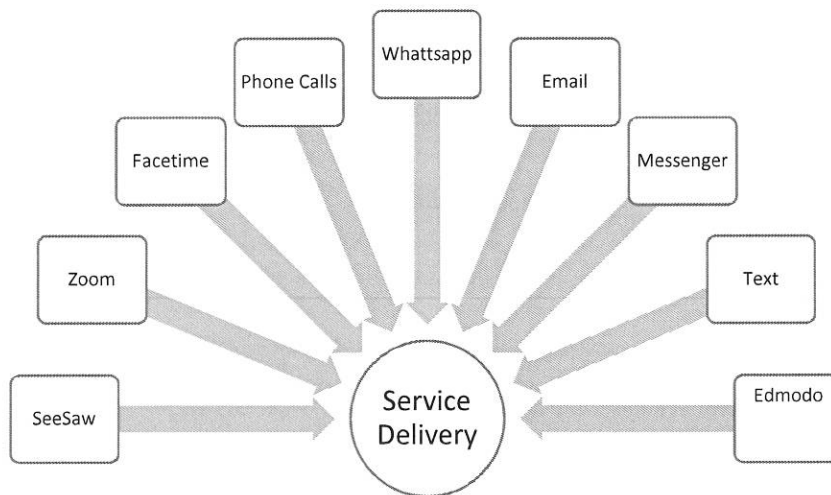 Whattsapp
Phone Calls
Email
Facetime
Messenger
Zoom
Text
SeeSaw
Edmodo
Service
Delivery